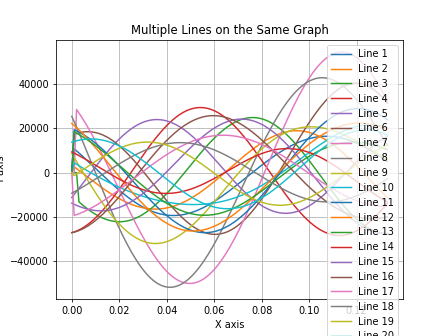 Multiple Lines on the Same Graph
40000
20000
0
−20000
−40000
0.00
0.02
0.04
0.06
0.08
0.10
X axis
Line 1
Line 2
Line 3
Line 4
Line 5
Line 6
Line 7
Line 8
Line 9
Line 10
Line 11
Line 12
Line 13
Line 14
Line 15
Line 16
Line 17
Line 18
Line 19
Line 20